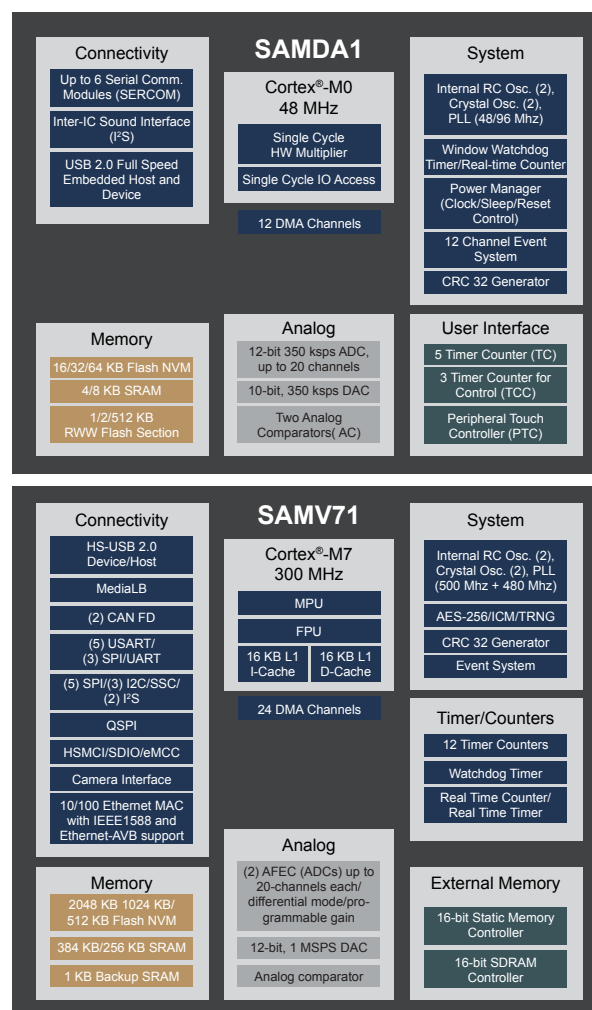 SAMDA1
Connectivity
Up to 6 Serial Comm.
Modules (SERCOM)
Inter-IC Sound Interface
(I²S)
USB 2.0 Full Speed
Embedded Host and
Device
Cortex®-M0
48 MHz
Single Cycle
HW Multiplier
Single Cycle IO Access
12 DMA Channels
System
Internal RC Osc. (2),
Crystal Osc. (2),
PLL (48/96 Mhz)
Window Watchdog
Timer/Real-time Counter
Power Manager
(Clock/Sleep/Reset
Control)
12 Channel Event
System
CRC 32 Generator
Memory
16/32/64 KB Flash NVM
4/8 KB SRAM
1/2/512 KB
RWW Flash Section
Analog
12-bit 350 ksps ADC,
up to 20 channels
10-bit, 350 ksps DAC
Two Analog
Comparators( AC)
User Interface
5 Timer Counter (TC)
3 Timer Counter for
Control (TCC)
Peripheral Touch
Controller (PTC)
SAMV71
Connectivity
HS-USB 2.0
Device/Host
MediaLB
(2) CAN FD
(5) USART/
(3) SPI/UART
(5) SPI/(3) I2C/SSC/
(2) I²S
QSPI
HSMCI/SDIO/eMCC
Camera Interface
10/100 Ethernet MAC
with IEEE1588 and
Ethernet-AVB support
Cortex®-M7
300 MHz
MPU
FPU
16 KB L1
I-Cache
16 KB L1
D-Cache
24 DMA Channels
System
Internal RC Osc. (2),
Crystal Osc. (2), PLL
(500 Mhz + 480 Mhz)
AES-256/ICM/TRNG
CRC 32 Generator
Event System
Timer/Counters
12 Timer Counters
Watchdog Timer
Real Time Counter/
Real Time Timer
Memory
2048 KB 1024 KB/
512 KB Flash NVM
384 KB/256 KB SRAM
1 KB Backup SRAM
Analog
(2) AFEC (ADCs) up to
20-channels each/
differential mode/pro-
grammable gain
12-bit, 1 MSPS DAC
Analog comparator
External Memory
16-bit Static Memory
Controller
16-bit SDRAM
Controller